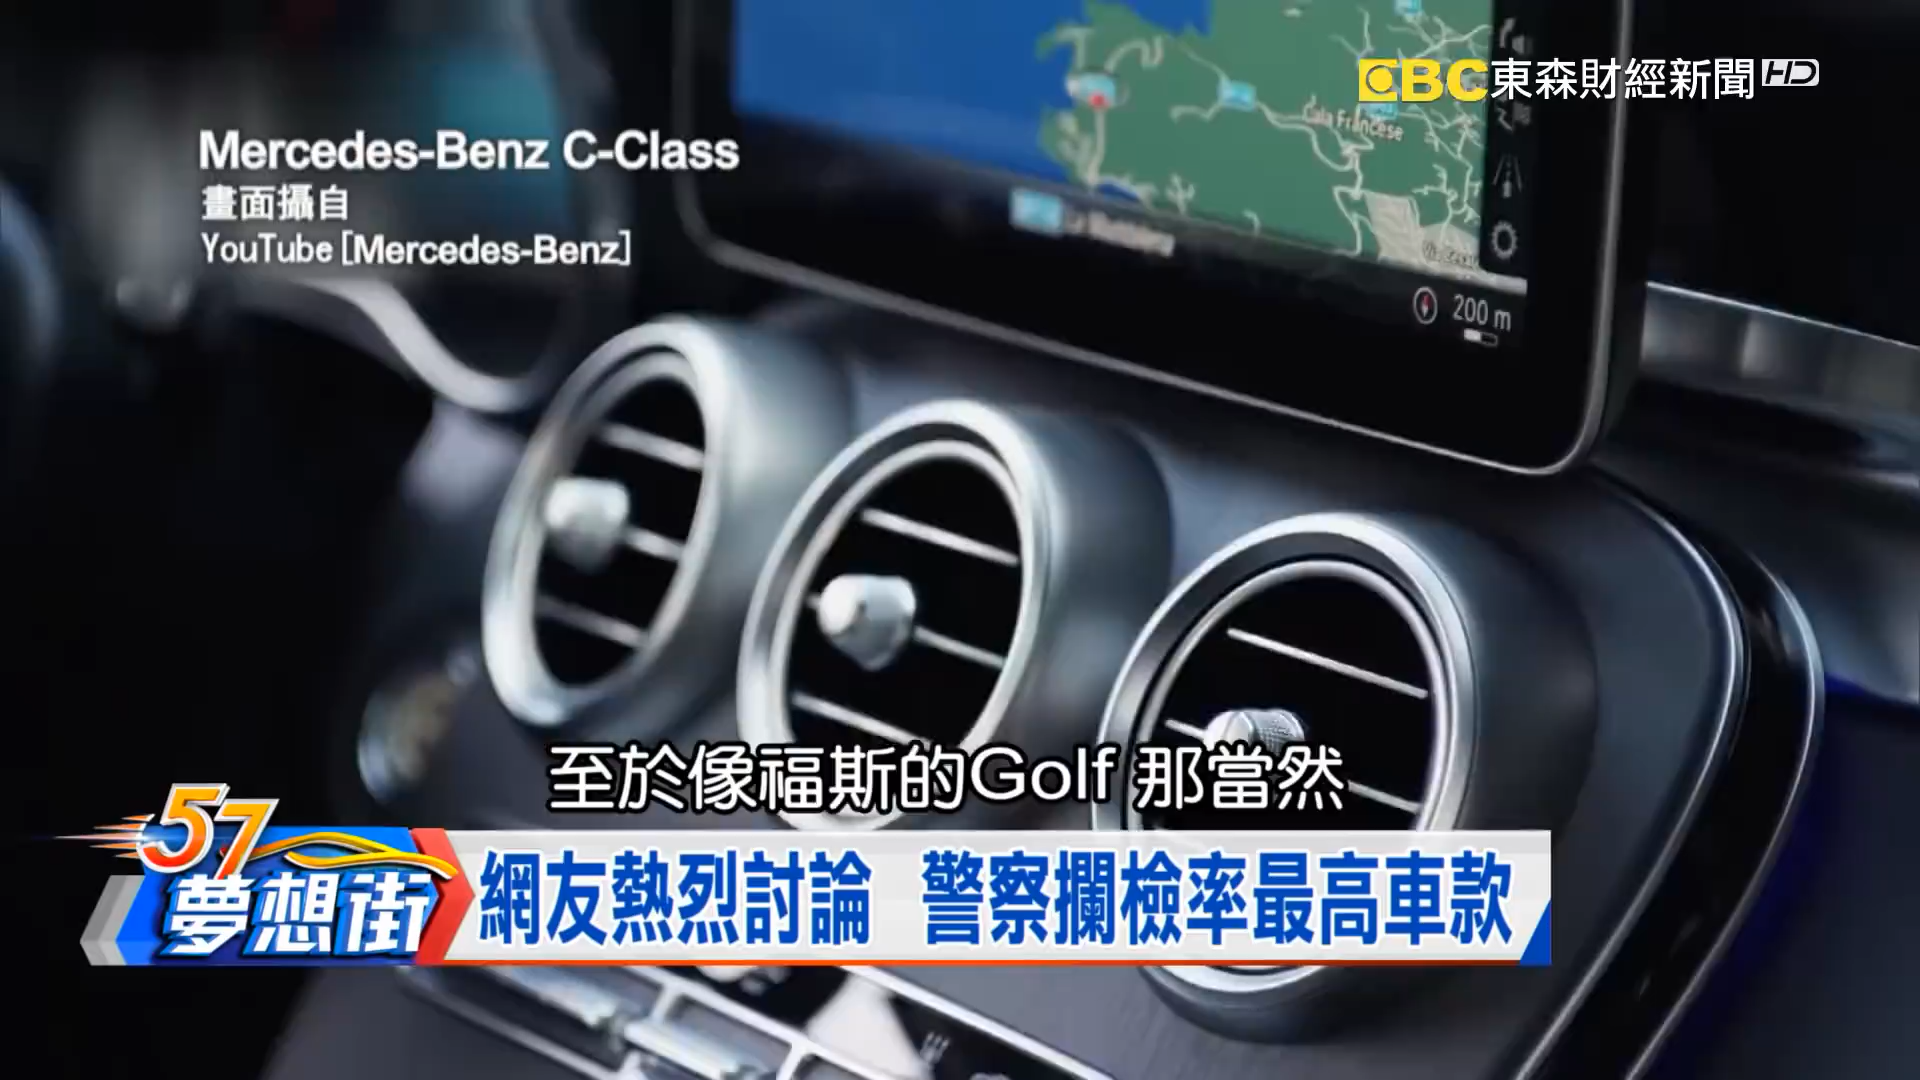 EBC東森財經新聞HD
Mercedes-Benz C-Class
畫面攝自
YouTube [Mercedes-Benz]
Cala Francese
200 m
至於像福斯的Golf 那當然
57
夢想街
網友熱烈討論 警察攔檢率最高車款